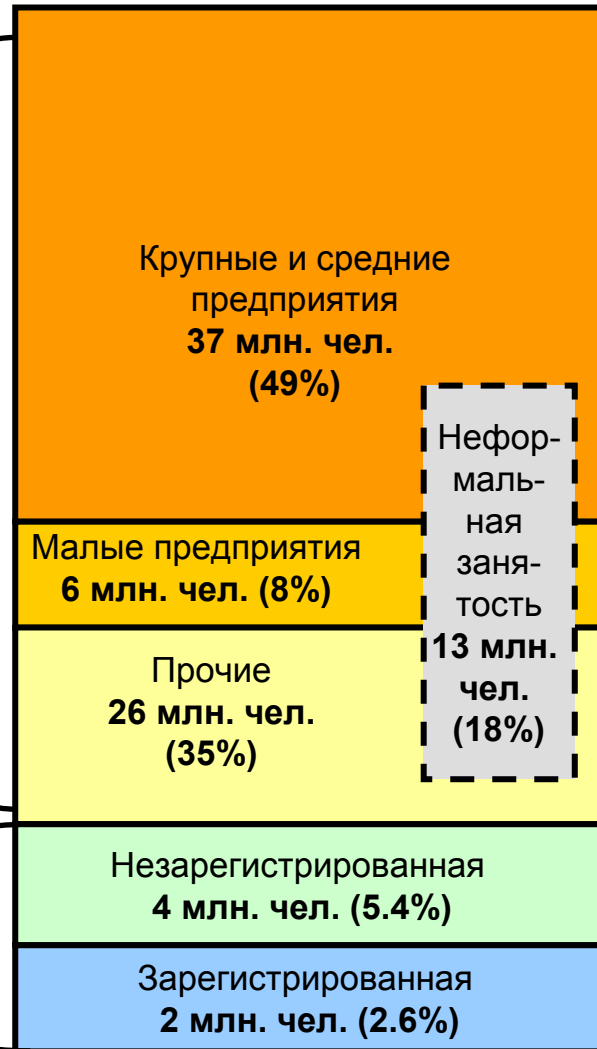 Крупные и средние
предприятия
37 млн. чел.
(49%)
Нефор-
маль-
ная
заня-
тость
13 млн.
чел.
(18%)
Малые предприятия
6 млн. чел. (8%)
Прочие
26 млн. чел.
(35%)
Незарегистрированная
4 млн. чел. (5.4%)
Зарегистрированная
2 млн. чел. (2.6%)